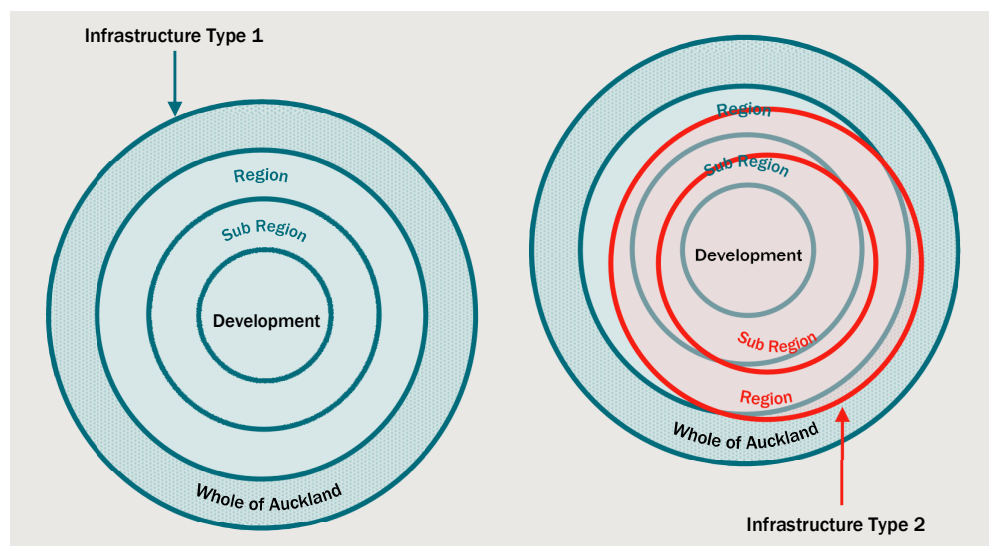 Infrastructure Type 1
Region
Sub Region
Development
Whole of Auckland
Region
Sub Region
Development
Sub Region
Region
Whole of Auckland
Infrastructure Type 2